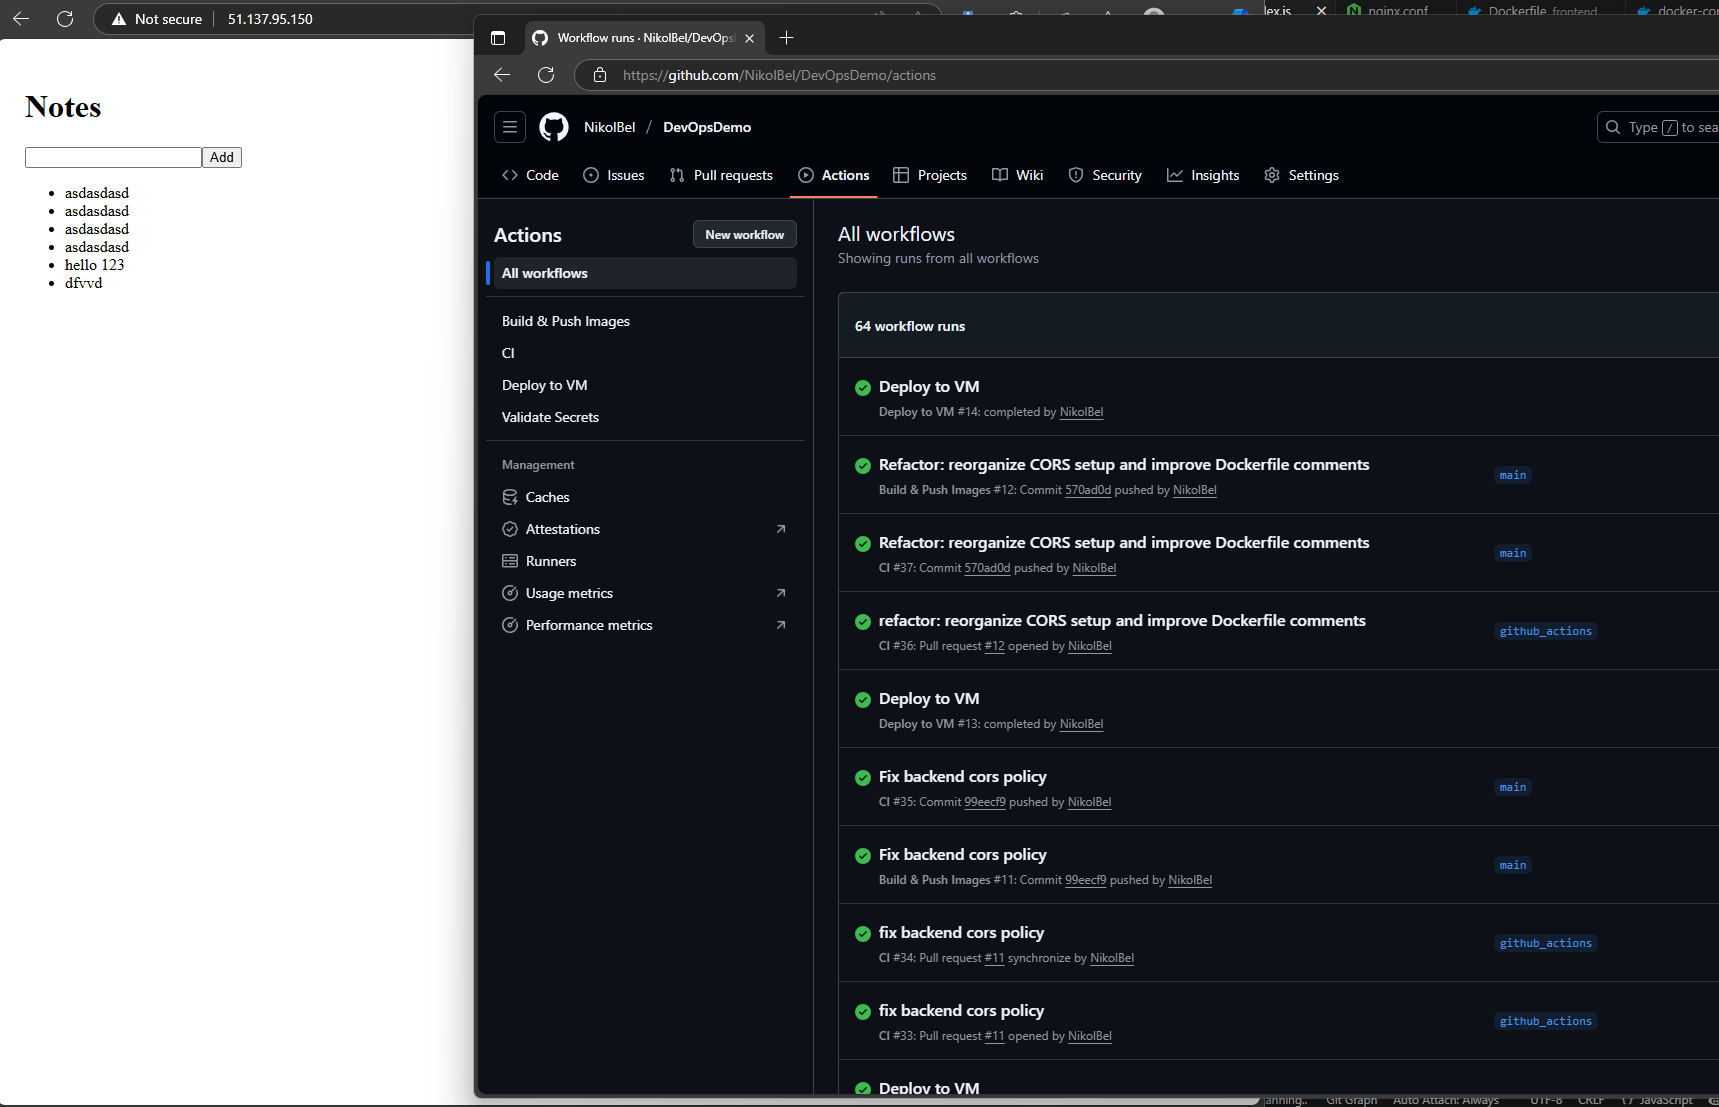 Not secure
51.137.95.150
Notes
Add
asdasdasd
asdasdasd
asdasdasd
asdasdasd
hello 123
dfvvd
nginx.conf
Dockerfile frontend
Workflow runs · NikolBel/DevOps
https://github.com/NikolBel/DevOpsDemo/actions
NikolBel / DevOpsDemo
Type / to sea
Code
Issues
Pull requests
Actions
Projects
Wiki
Security
Insights
Settings
Actions
New workflow
All workflows
Build & Push Images
CI
Deploy to VM
Validate Secrets
Management
Caches
Attestations
Runners
Usage metrics
Performance metrics
All workflows
Showing runs from all workflows
64 workflow runs
Deploy to VM
Deploy to VM #14: completed by NikolBel
Refactor: reorganize CORS setup and improve Dockerfile comments
main
Build & Push Images #12: Commit 570ad0d pushed by NikolBel
Refactor: reorganize CORS setup and improve Dockerfile comments
main
CI #37: Commit 570ad0d pushed by NikolBel
refactor: reorganize CORS setup and improve Dockerfile comments
github_actions
CI #36: Pull request #12 opened by NikolBel
Deploy to VM
Deploy to VM #13: completed by NikolBel
Fix backend cors policy
main
CI #35: Commit 99eecf9 pushed by NikolBel
Fix backend cors policy
main
Build & Push Images #11: Commit 99eecf9 pushed by NikolBel
fix backend cors policy
github_actions
CI #34: Pull request #11 synchronize by NikolBel
fix backend cors policy
github_actions
CI #33: Pull request #11 opened by NikolBel
Deploy to VM
Git Graph
Auto Attach: Always
UTF-8
CRLF
{} JavaScript